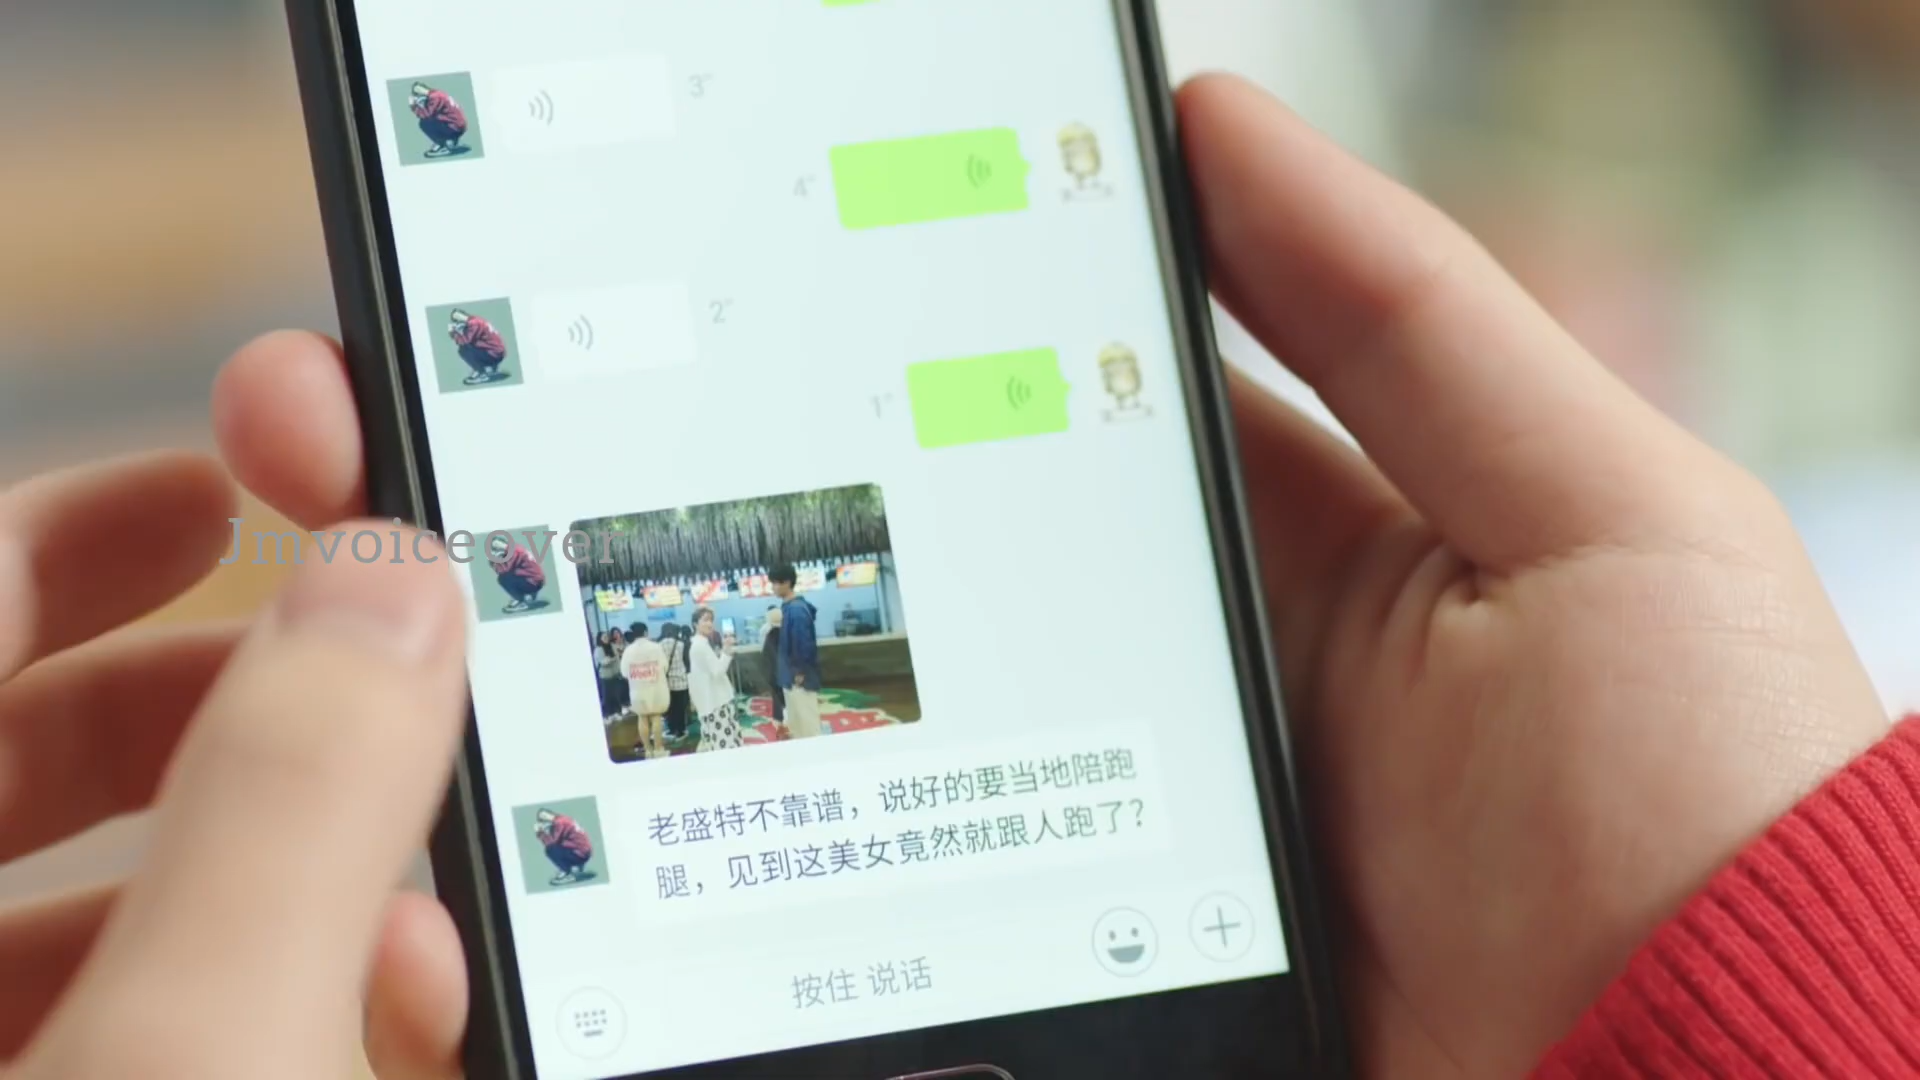 3"
4"
2"
1"
Jmvoiceover
Weekly
老盛特不靠谱，说好的要当地陪跑
腿，见到这美女竟然就跟人跑了？
按住 说话